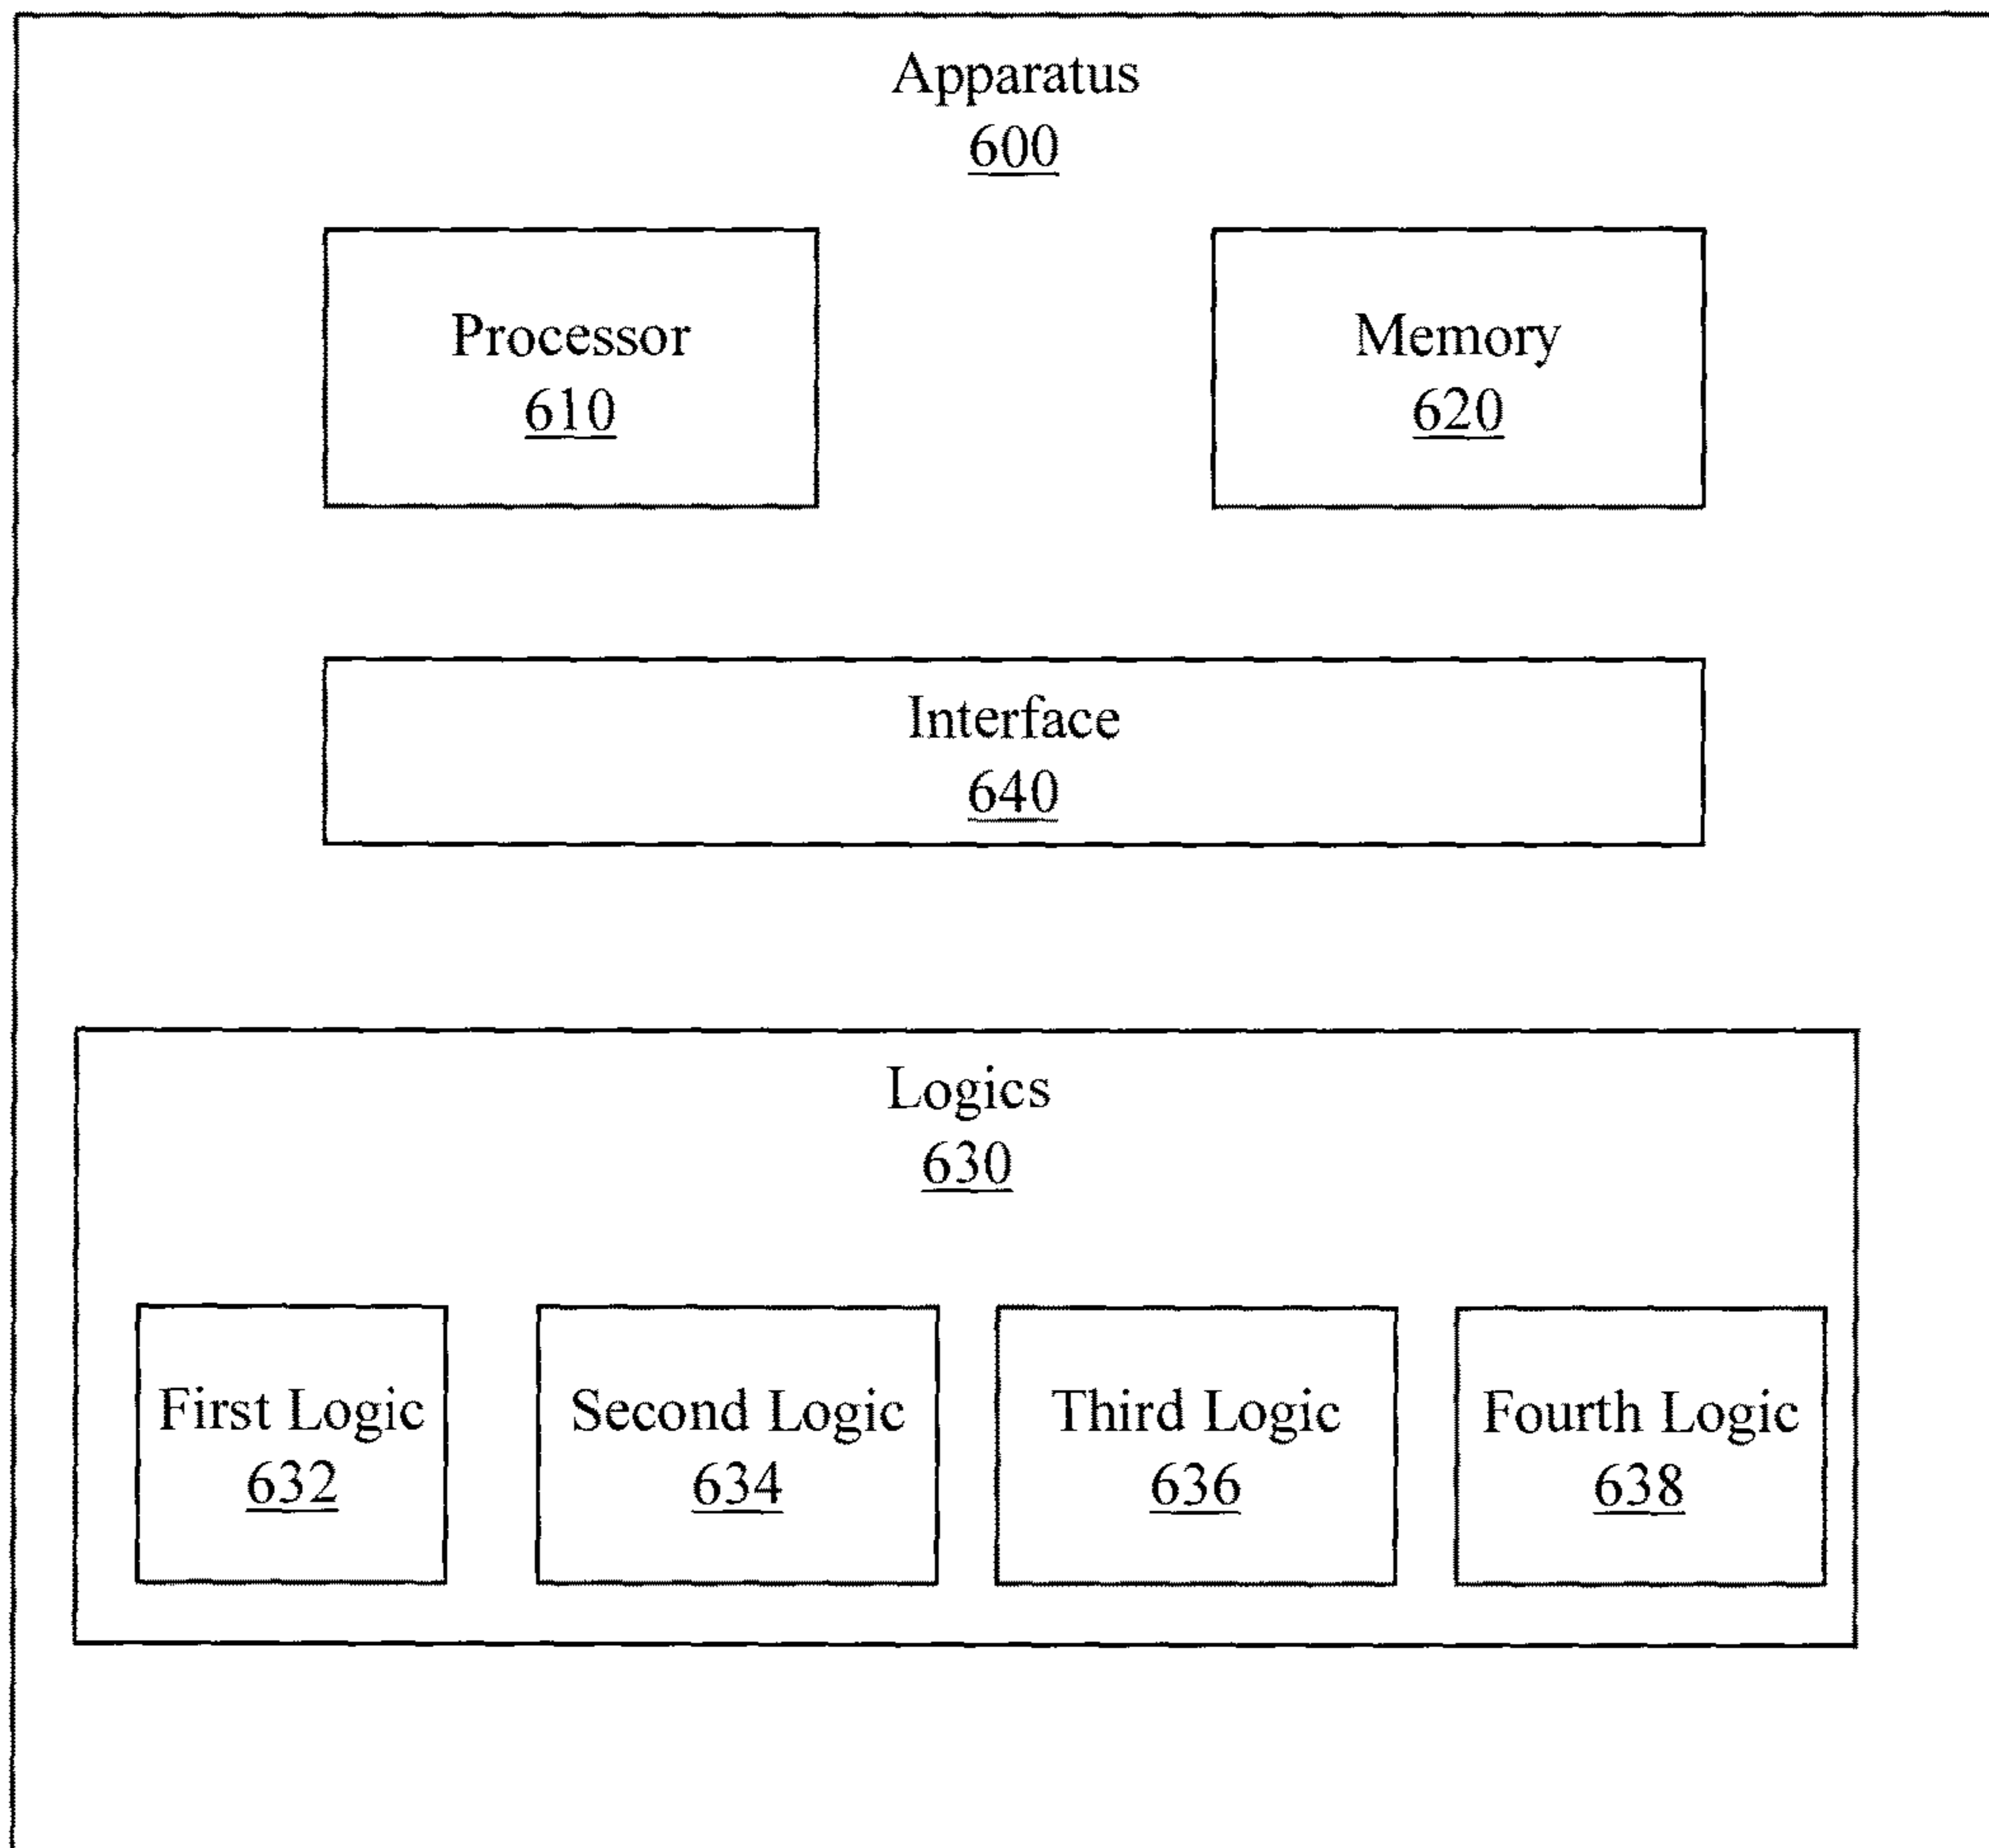 Apparatus
600
Processor
610
Memory
620
Interface
640
Logics
630
First Logic
632
Second Logic
634
Third Logic
636
Fourth Logic
638